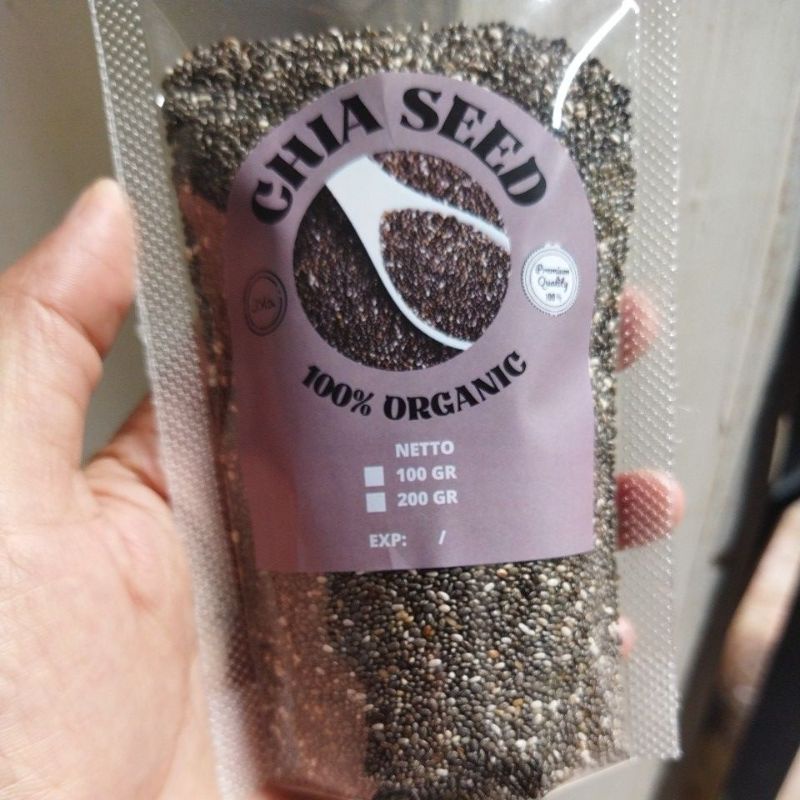 CHIA SEED
Premium
Quality
100 %
100% ORGANIC
NETTO
100 GR
200 GR
EXP: /